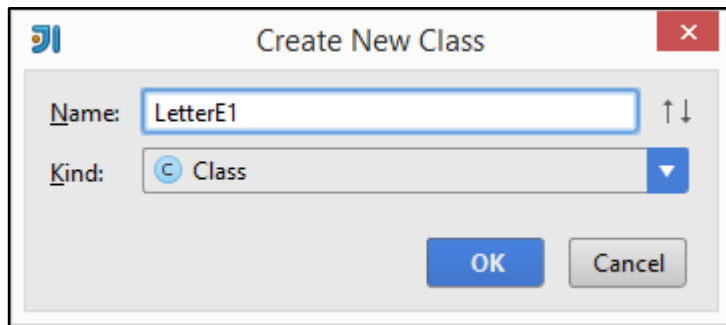 Create New Class
Name: LetterE1
Kind: C Class
OK Cancel